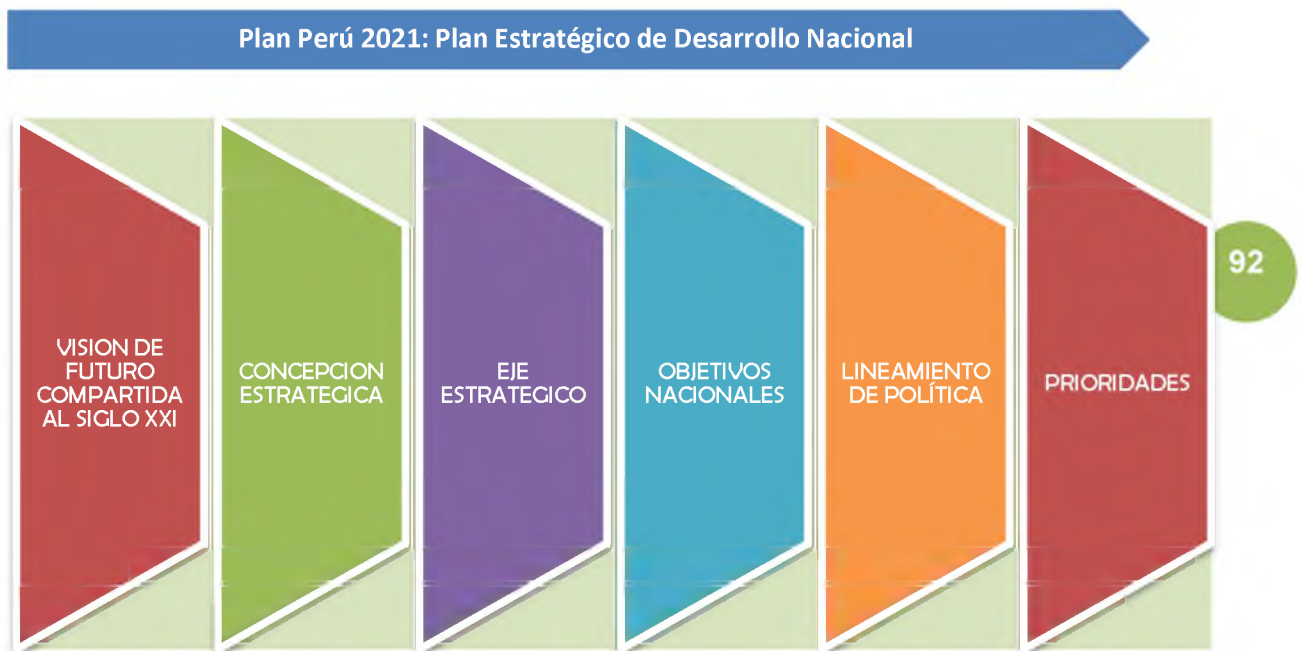 Plan Perú 2021: Plan Estratégico de Desarrollo Nacional
VISION DE
FUTURO
COMPARTIDA
AL SIGLO XXI
CONCEPCION
ESTRATEGICA
EJE
ESTRATEGICO
OBJETIVOS
NACIONALES
LINEAMIENTO
DE POLÍTICA
PRIORIDADES
92